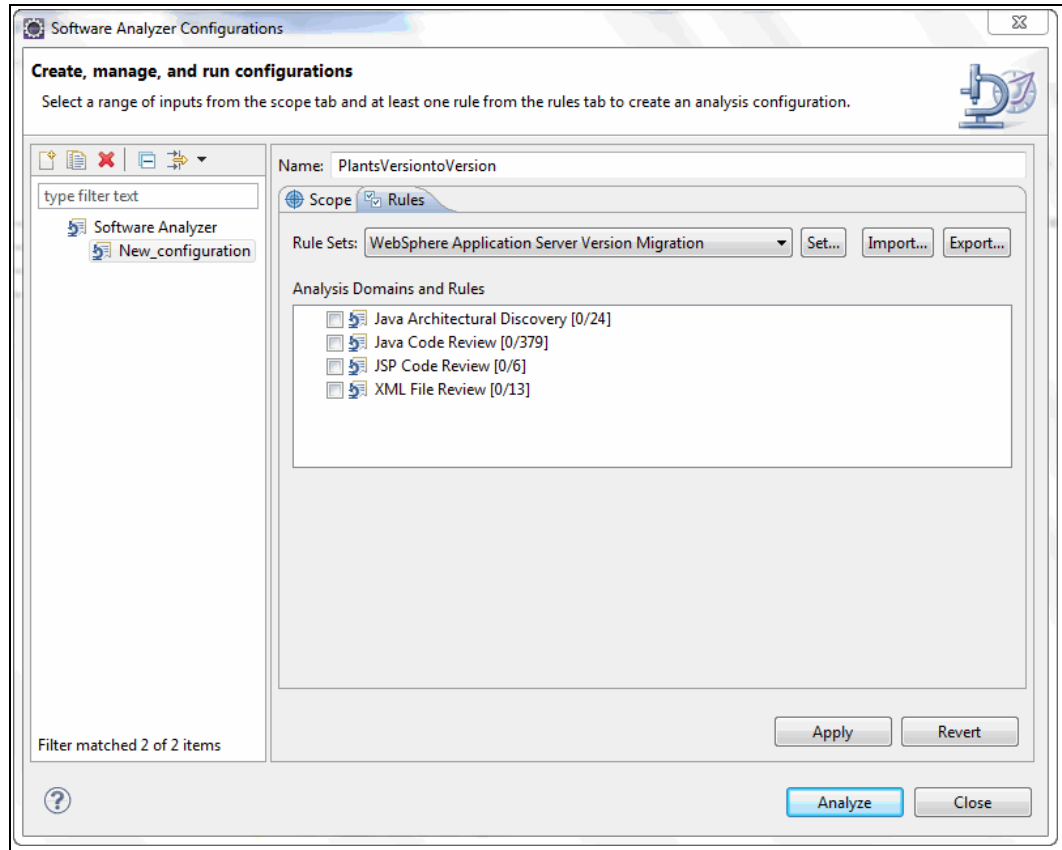 Software Analyzer Configurations
Create, manage, and run configurations
Select a range of inputs from the scope tab and at least one rule from the rules tab to create an analysis configuration.
type filter text
Software Analyzer
New_configuration
Filter matched 2 of 2 items
Name: PlantsVersiontoVersion
Scope Rules
Rule Sets: WebSphere Application Server Version Migration Set... Import... Export...
Analysis Domains and Rules
Java Architectural Discovery [0/24]
Java Code Review [0/379]
JSP Code Review [0/6]
XML File Review [0/13]
Apply Revert
Analyze Close